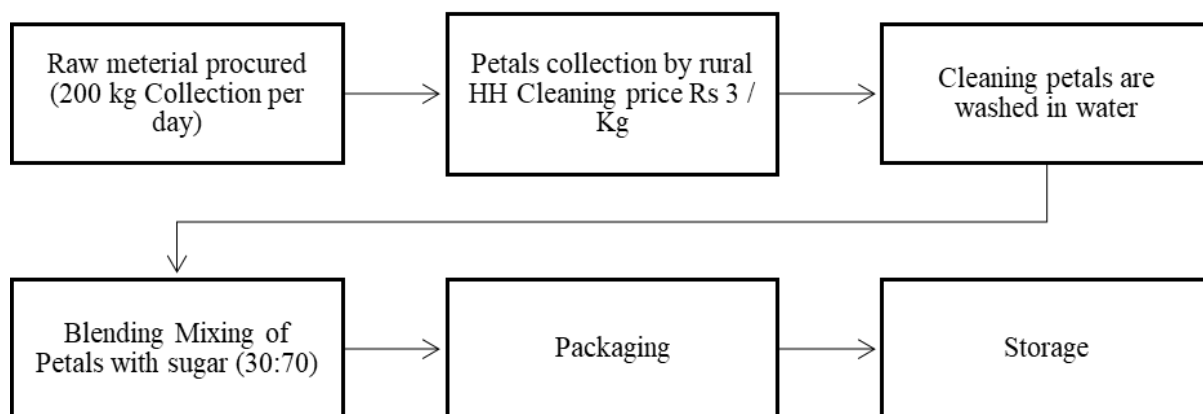 Raw meterial procured
(200 kg Collection per
day)
Petals collection by rural
HH Cleaning price Rs 3 /
Kg
Cleaning petals are
washed in water
Blending Mixing of
Petals with sugar (30:70)
Packaging
Storage